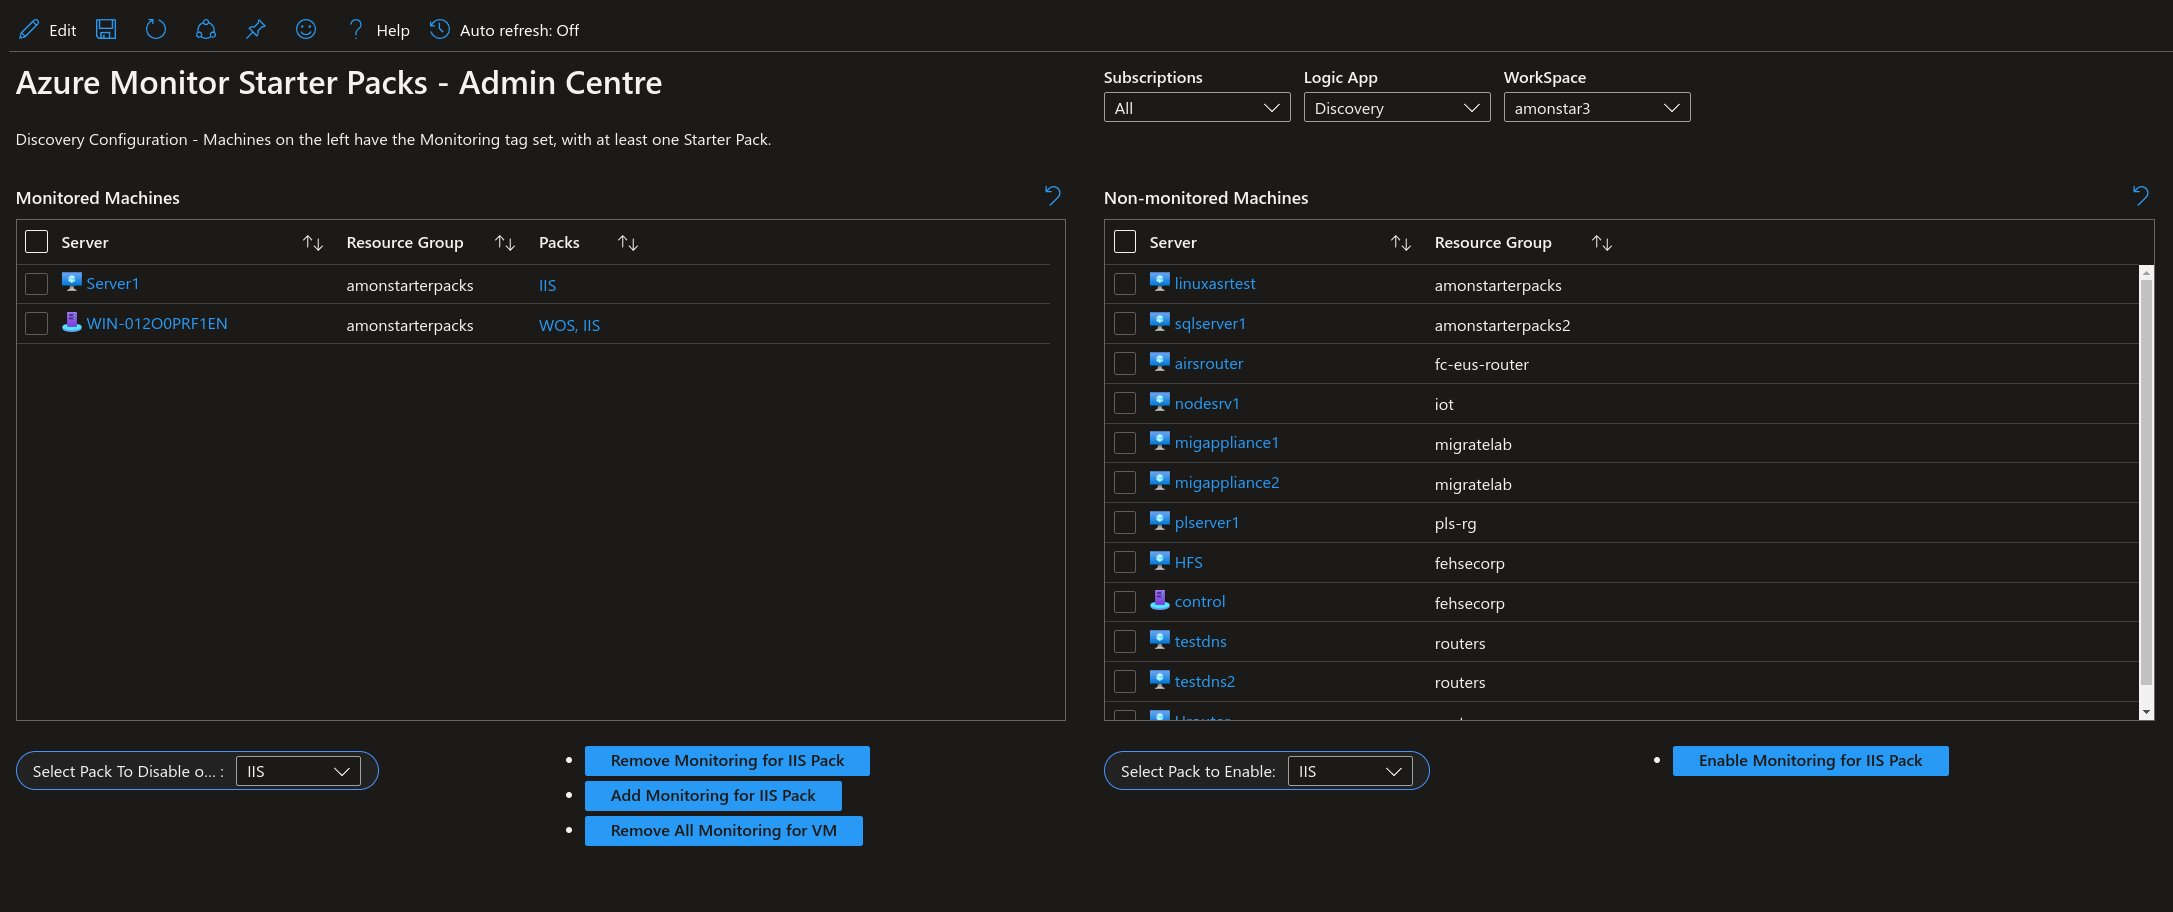 Edit Help Auto refresh: Off
Azure Monitor Starter Packs - Admin Centre
Subscriptions Logic App WorkSpace
All Discovery amonstar3
Discovery Configuration - Machines on the left have the Monitoring tag set, with at least one Starter Pack.
Monitored Machines
Server Resource Group Packs
Server1 amonstarterpacks IIS
WIN-012O0PRF1EN amonstarterpacks WOS, IIS
Select Pack To Disable o... : IIS
Remove Monitoring for IIS Pack
Add Monitoring for IIS Pack
Remove All Monitoring for VM
Non-monitored Machines
Server Resource Group
linuxasrtest amonstarterpacks
sqlserver1 amonstarterpacks2
airsrouter fc-eus-router
nodesrv1 iot
migappliance1 migratelab
migappliance2 migratelab
plserver1 pls-rg
HFS fehsecorp
control fehsecorp
testdns routers
testdns2 routers
Select Pack to Enable: IIS
Enable Monitoring for IIS Pack